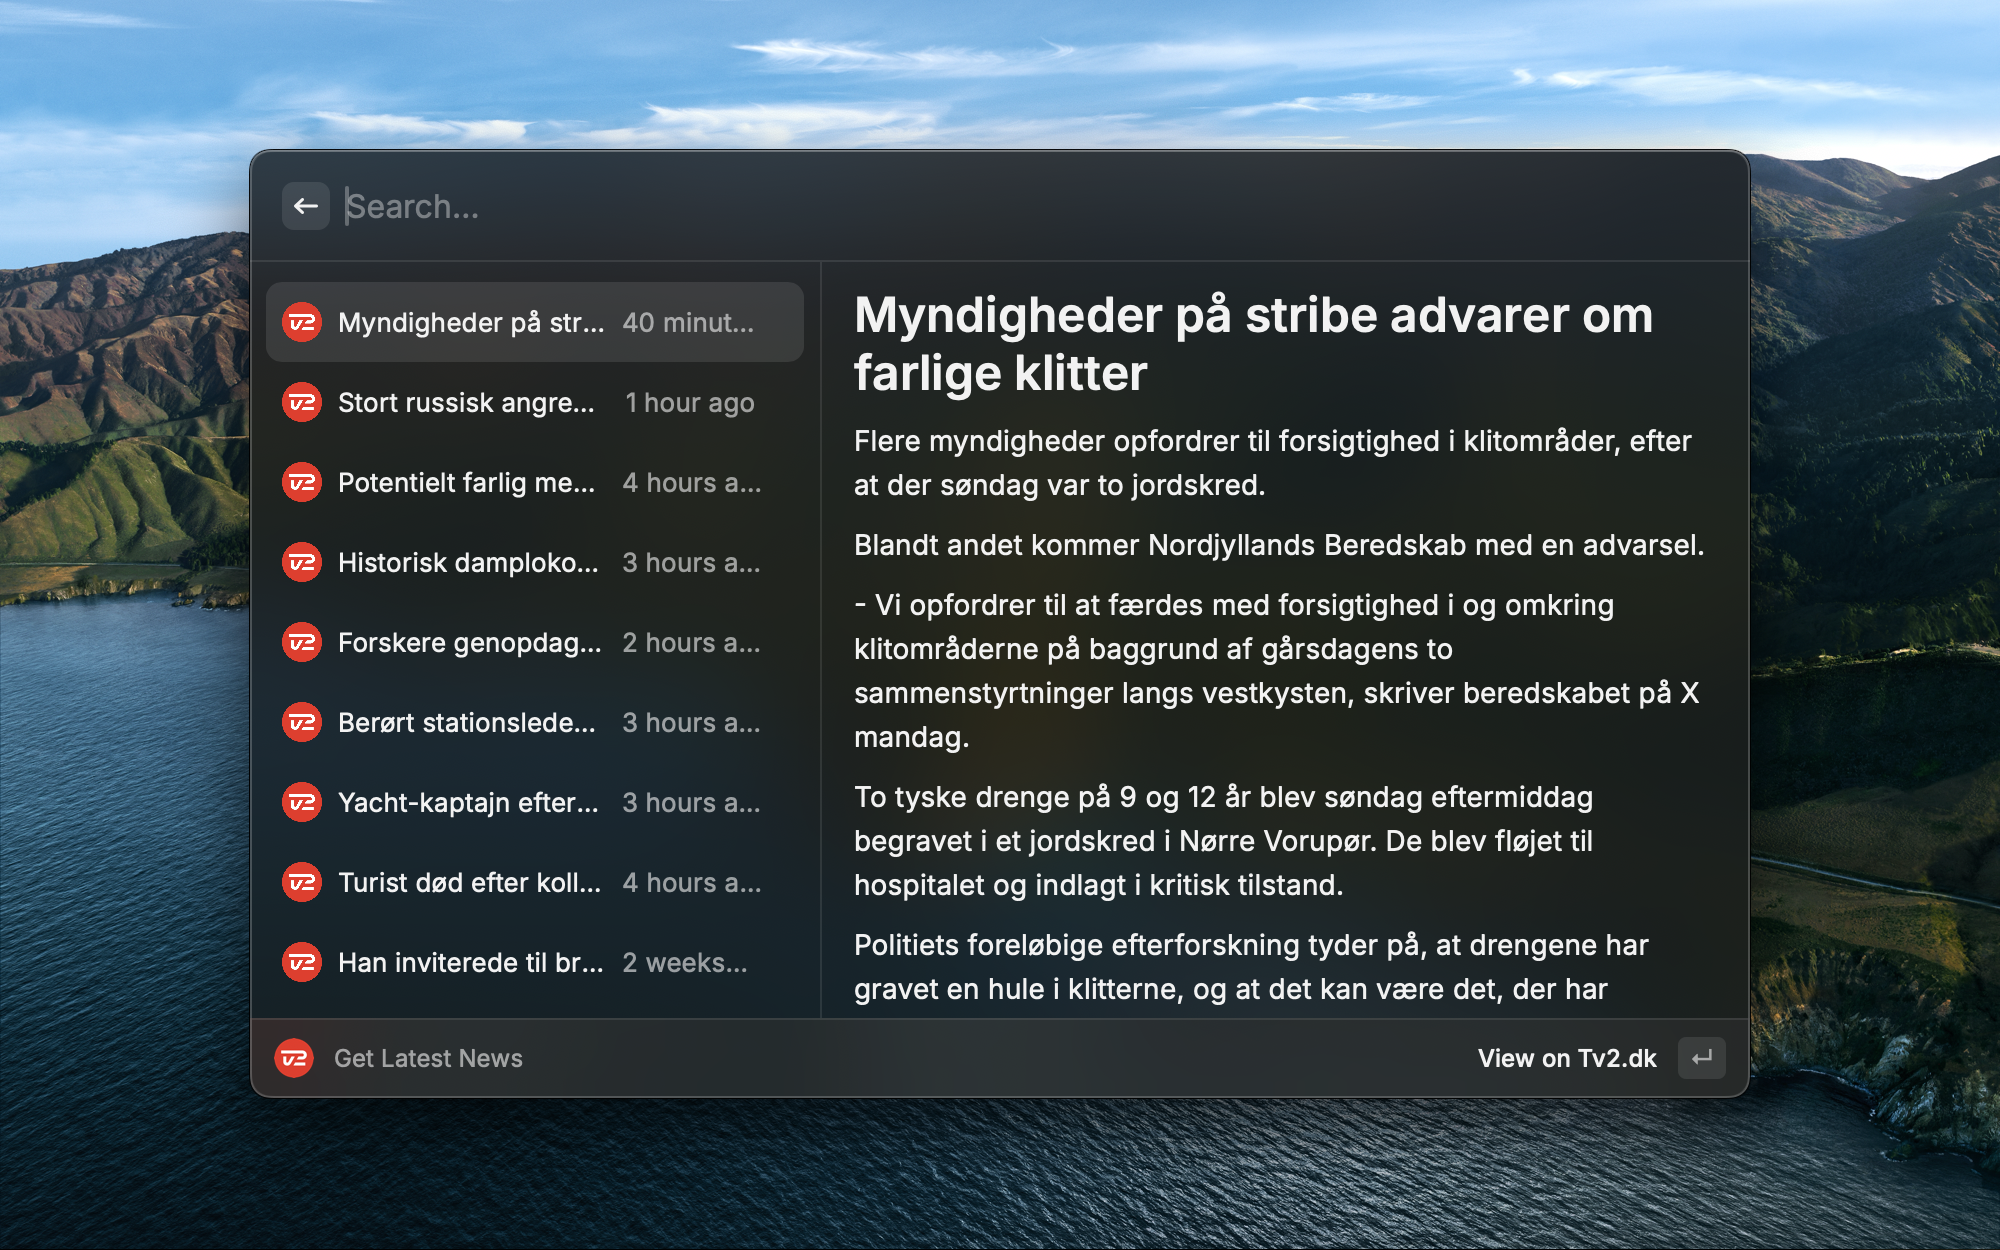 Search...
Myndigheder på str... 40 minut...
Stort russisk angre... 1 hour ago
Potentielt farlig me... 4 hours a...
Historisk damploko... 3 hours a...
Forskere genopdag... 2 hours a...
Berørt stationslede... 3 hours a...
Yacht-kaptajn efter... 3 hours a...
Turist død efter koll... 4 hours a...
Han inviterede til br... 2 weeks...
Myndigheder på stribe advarer om
farlige klitter
Flere myndigheder opfordrer til forsigtighed i klitområder, efter
at der søndag var to jordskred.
Blandt andet kommer Nordjyllands Beredskab med en advarsel.
- Vi opfordrer til at færdes med forsigtighed i og omkring
klitområderne på baggrund af gårsdagens to
sammenstyrtninger langs vestkysten, skriver beredskabet på X
mandag.
To tyske drenge på 9 og 12 år blev søndag eftermiddag
begravet i et jordskred i Nørre Vorupør. De blev fløjet til
hospitalet og indlagt i kritisk tilstand.
Politiets foreløbige efterforskning tyder på, at drengene har
gravet en hule i klitterne, og at det kan være det, der har
Get Latest News
View on Tv2.dk